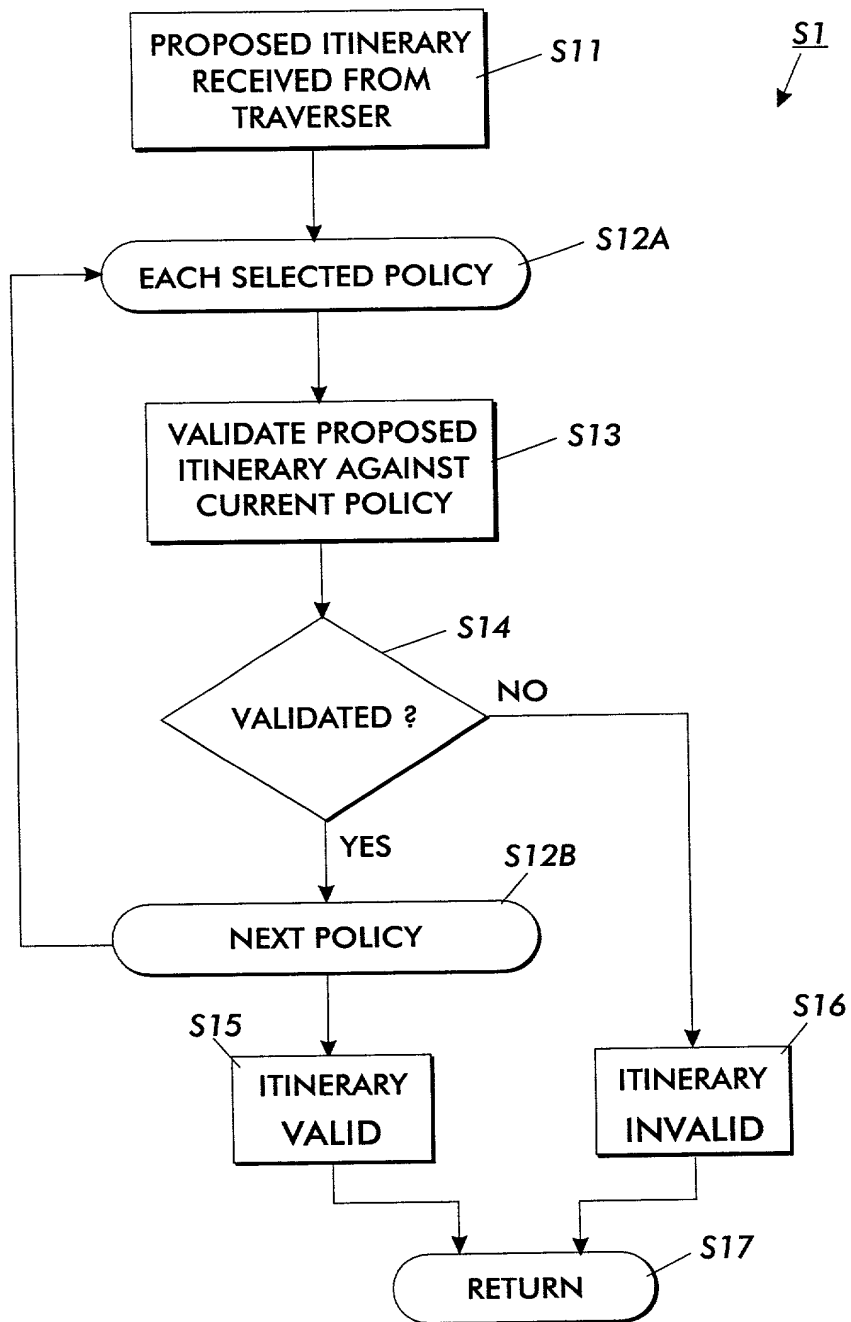 S1
PROPOSED ITINERARY
RECEIVED FROM
TRAVERSER
S11
EACH SELECTED POLICY
S12A
VALIDATE PROPOSED
ITINERARY AGAINST
CURRENT POLICY
S13
S14
VALIDATED ?
NO
YES
S12B
NEXT POLICY
S15
ITINERARY
VALID
S16
ITINERARY
INVALID
RETURN
S17